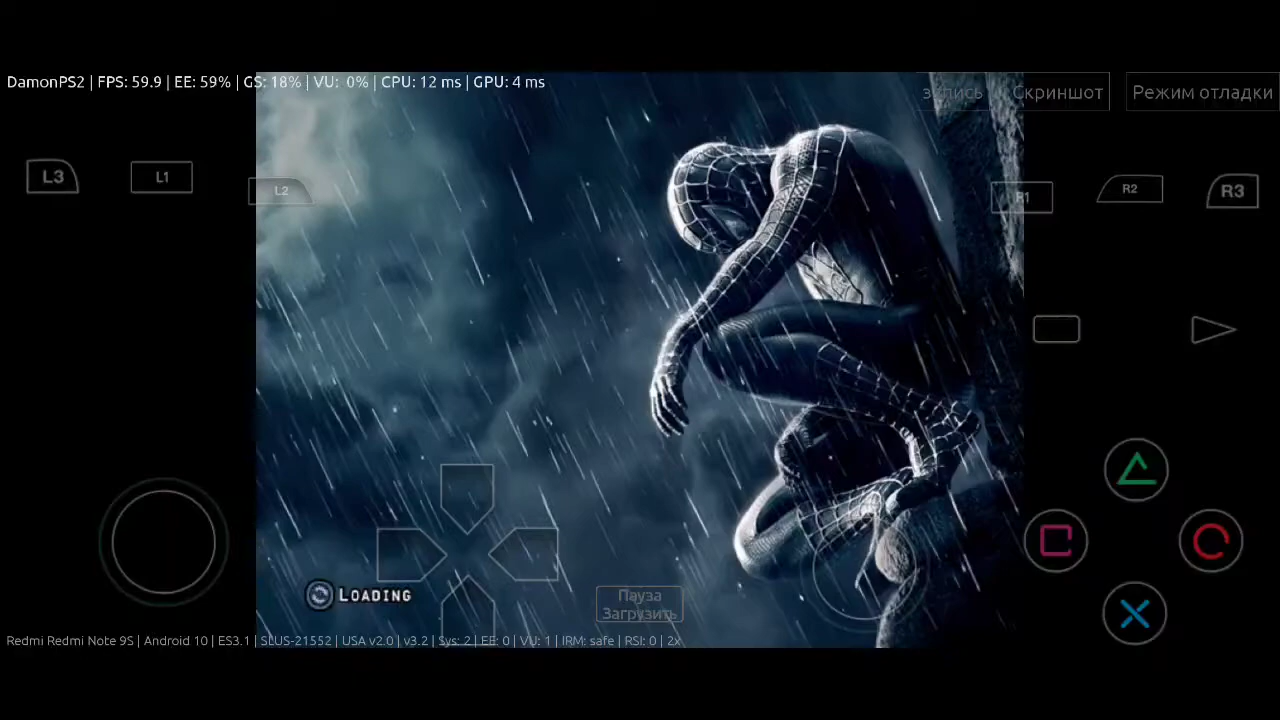 DamonPS2 | FPS: 59.9 | EE: 59% | GS: 18% | VU: 0% | CPU: 12 ms | GPU: 4 ms
запись Скриншот Режим отладки
L3 L1 L2 R1 R2 R3
LOADING
Пауза
Загрузить
Redmi Redmi Note 9S | Android 10 | ES3.1 | SLUS-21552 | USA v2.0 | v3.2 | Sys: 2 | EE: 0 | VU: 1 | IRM: safe | RSI: 0 | 2x